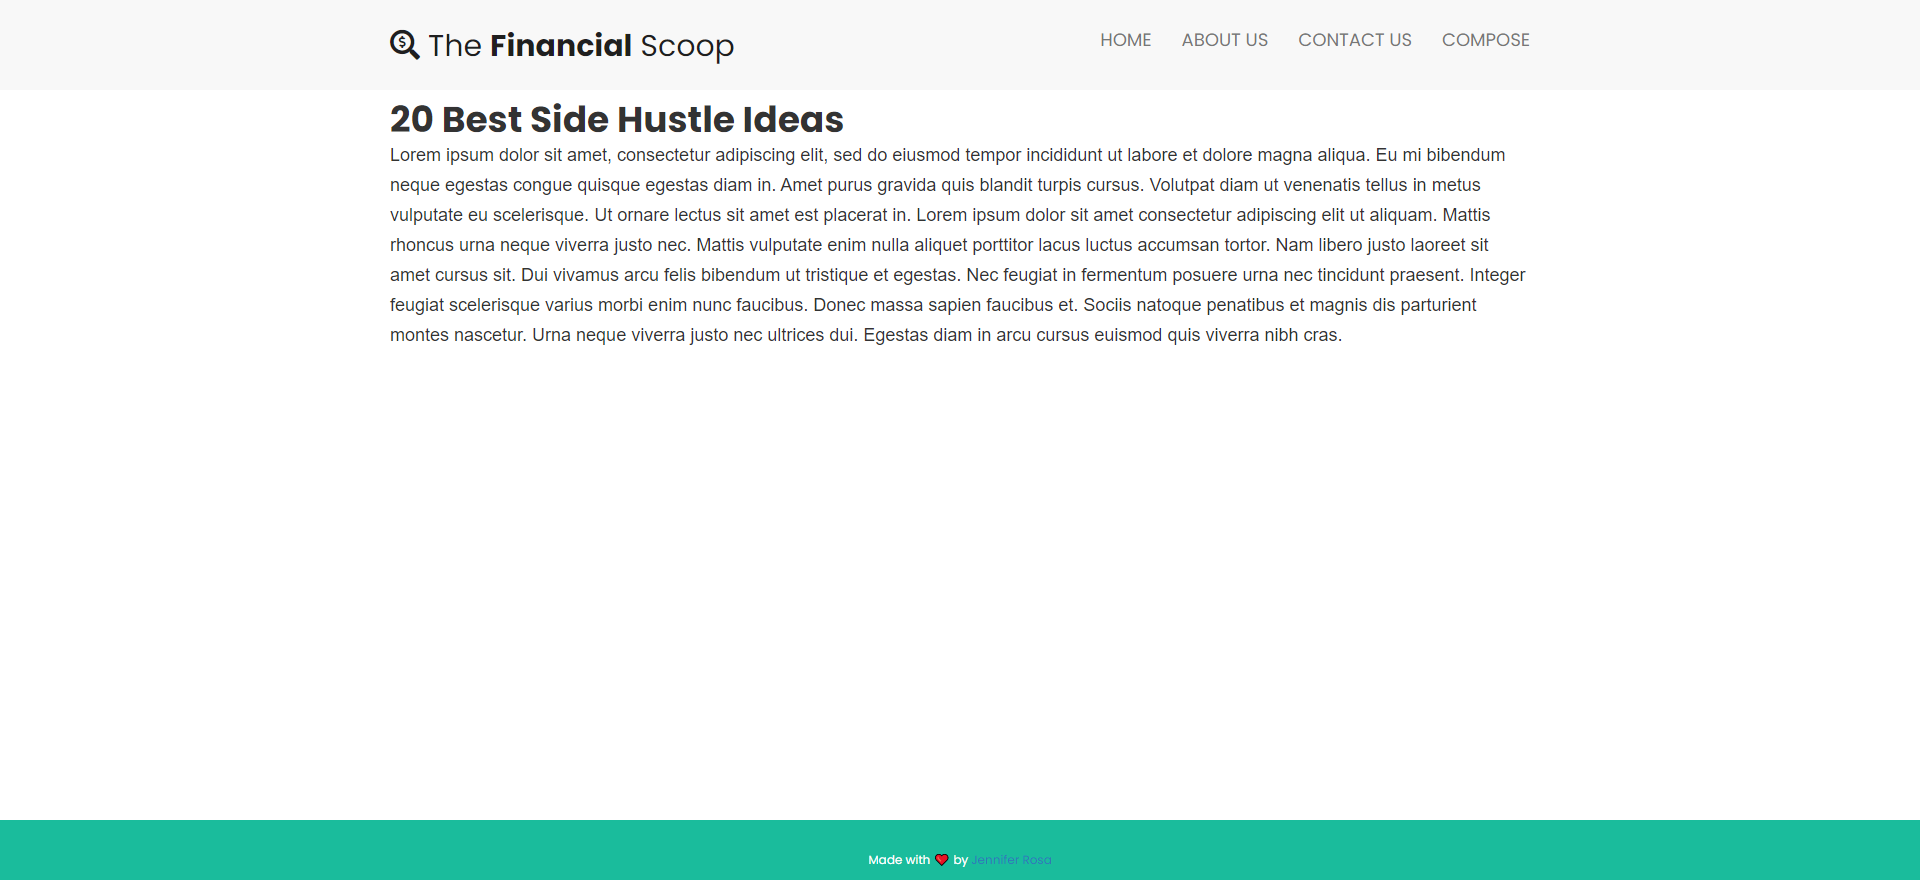 The Financial Scoop
HOME ABOUT US CONTACT US COMPOSE
20 Best Side Hustle Ideas
Lorem ipsum dolor sit amet, consectetur adipiscing elit, sed do eiusmod tempor incididunt ut labore et dolore magna aliqua. Eu mi bibendum
neque egestas congue quisque egestas diam in. Amet purus gravida quis blandit turpis cursus. Volutpat diam ut venenatis tellus in metus
vulputate eu scelerisque. Ut ornare lectus sit amet est placerat in. Lorem ipsum dolor sit amet consectetur adipiscing elit ut aliquam. Mattis
rhoncus urna neque viverra justo nec. Mattis vulputate enim nulla aliquet porttitor lacus luctus accumsan tortor. Nam libero justo laoreet sit
amet cursus sit. Dui vivamus arcu felis bibendum ut tristique et egestas. Nec feugiat in fermentum posuere urna nec tincidunt praesent. Integer
feugiat scelerisque varius morbi enim nunc faucibus. Donec massa sapien faucibus et. Sociis natoque penatibus et magnis dis parturient
montes nascetur. Urna neque viverra justo nec ultrices dui. Egestas diam in arcu cursus euismod quis viverra nibh cras.
Made with ❤ by Jennifer Rosa